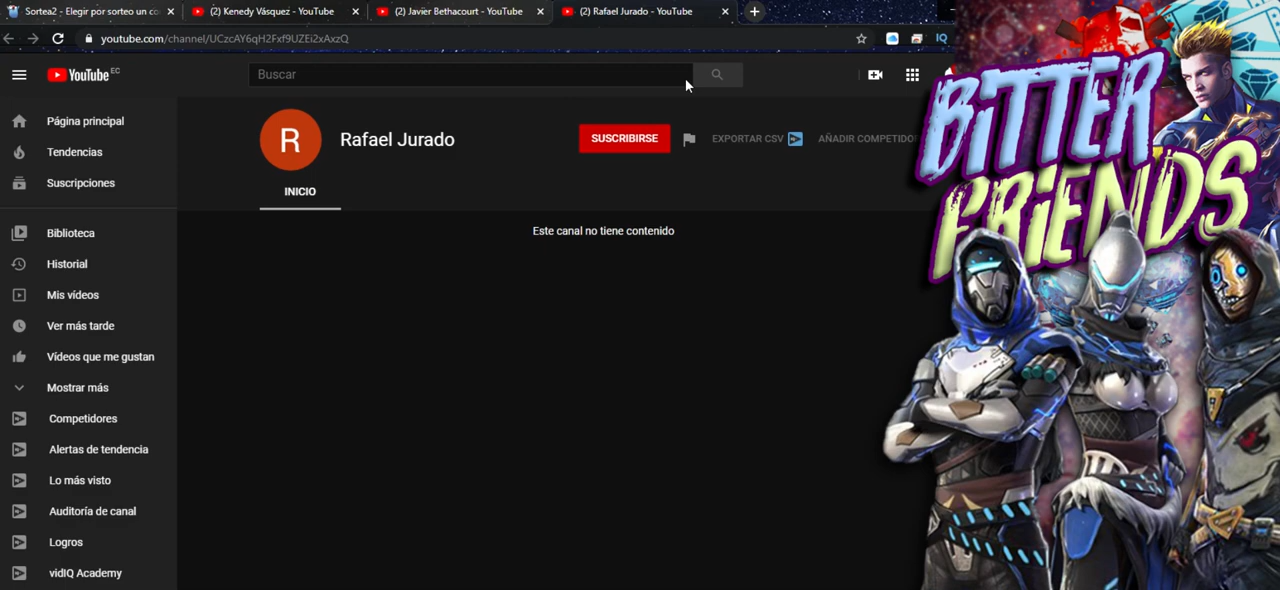 Sortea2 - Elegir por sorteo un co
(2) Kenedy Vásquez - YouTube
(2) Javier Bethacourt - YouTube
(2) Rafael Jurado - YouTube
youtube.com/channel/UCzcAY6qH2Fxf9UZEi2xAxzQ
IQ
YouTube EC
Buscar
Página principal
Tendencias
Suscripciones
Biblioteca
Historial
Mis vídeos
Ver más tarde
Vídeos que me gustan
Mostrar más
Competidores
Alertas de tendencia
Lo más visto
Auditoría de canal
Logros
vidIQ Academy
R
Rafael Jurado
SUSCRIBIRSE
EXPORTAR CSV
AÑADIR COMPETIDO
INICIO
Este canal no tiene contenido
BiTTER
FRiENDS